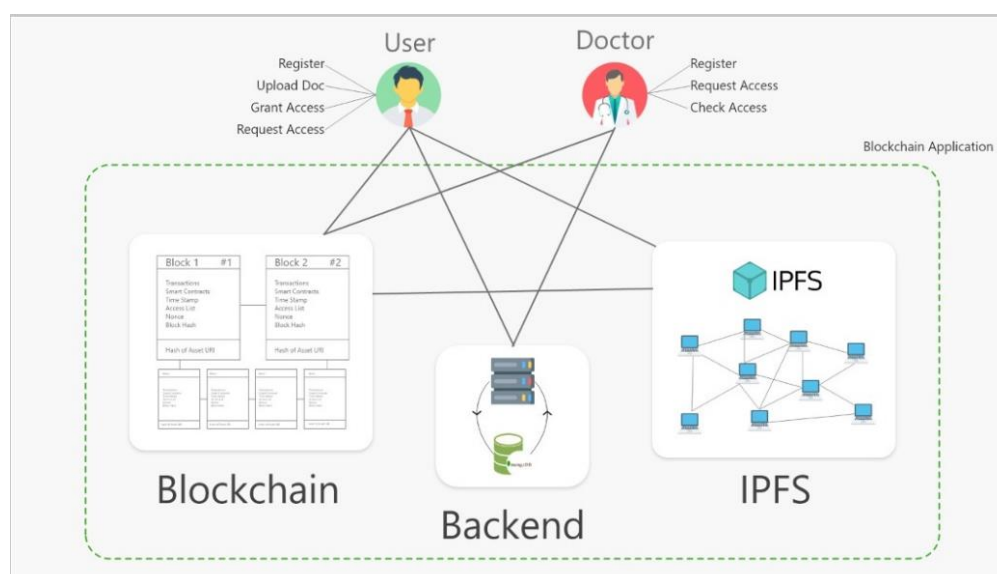 User
Doctor
Register
Upload Doc
Grant Access
Request Access
Register
Request Access
Check Access
Blockchain Application
Block 1 #1
Transactions
Smart Contracts
Time Stamp
Access List
Nonce
Block Hash
Hash of Asset URI
Block 2 #2
Transactions
Smart Contracts
Time Stamp
Access List
Nonce
Block Hash
Hash of Asset URI
IPFS
Blockchain
Backend
IPFS